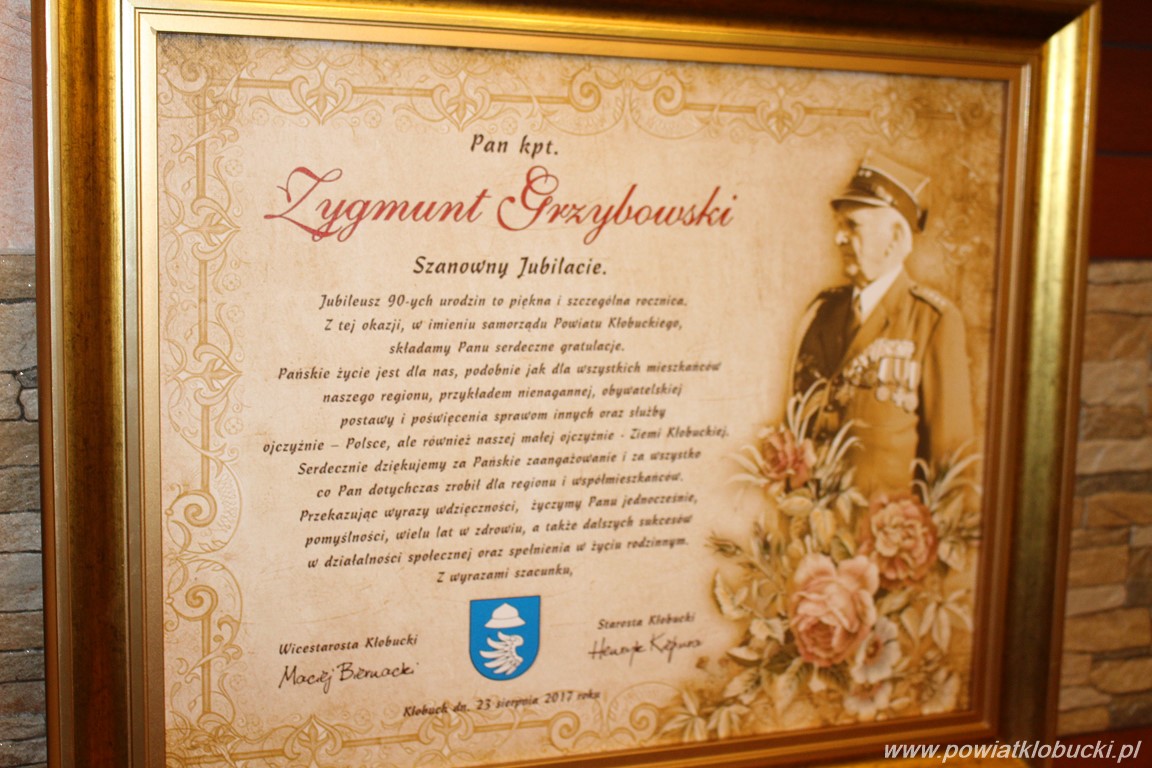 Pan kpt.
Zygmunt Grzybowski
Szanowny Jubilacie.
Jubileusz 90-ych urodzin to piękna i szczególna rocznica.
Z tej okazji, w imieniu samorządu Powiatu Kłobuckiego,
składamy Panu serdeczne gratulacje.
Pańskie życie jest dla nas, podobnie jak dla wszystkich mieszkańców
naszego regionu, przykładem nienagannej, obywatelskiej
postawy i poświęcenia sprawom innych oraz służby
ojczyźnie – Polsce, ale również naszej małej ojczyźnie - Ziemi Kłobuckiej.
Serdecznie dziękujemy za Pańskie zaangażowanie i za wszystko
co Pan dotychczas zrobił dla regionu i współmieszkańców.
Przekazując wyrazy wdzięczności, życzymy Panu jednocześnie,
pomyślności, wielu lat w zdrowiu, a także dalszych sukcesów
w działalności społecznej oraz spełnienia w życiu rodzinnym.
Z wyrazami szacunku,
Wicestarosta Kłobucki
Maciej Biernacki
Starosta Kłobucki
Henryk Kiepura
Kłobuck dn. 23 sierpnia 2017 roku
www.powiatklobucki.pl